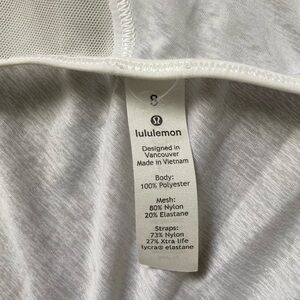 8
lululemon
Designed in
Vancouver
Made in Vietnam
Body:
100% Polyester
Mesh:
80% Nylon
20% Elastane
Straps:
73% Nylon
27% Xtra life
lycra® elastane